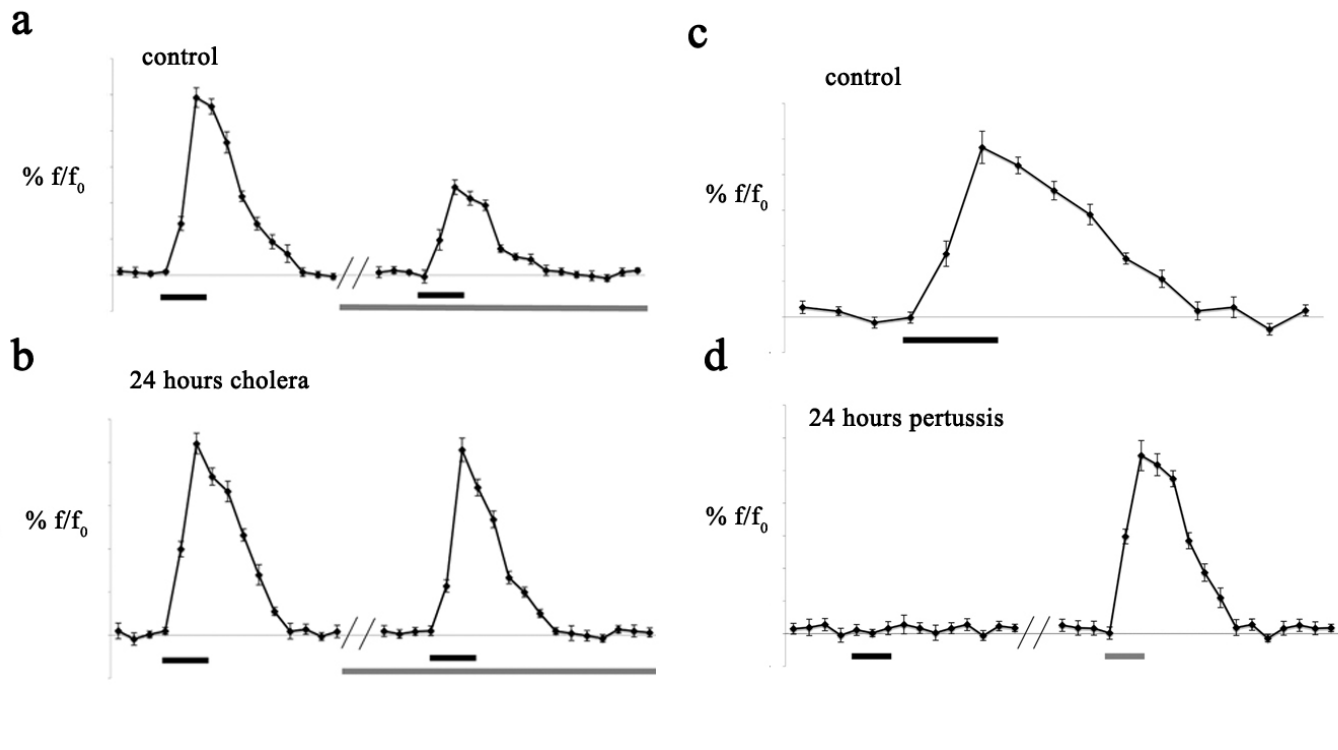 a
control
% f/f0
b
24 hours cholera
% f/f0
c
control
% f/f0
d
24 hours pertussis
% f/f0